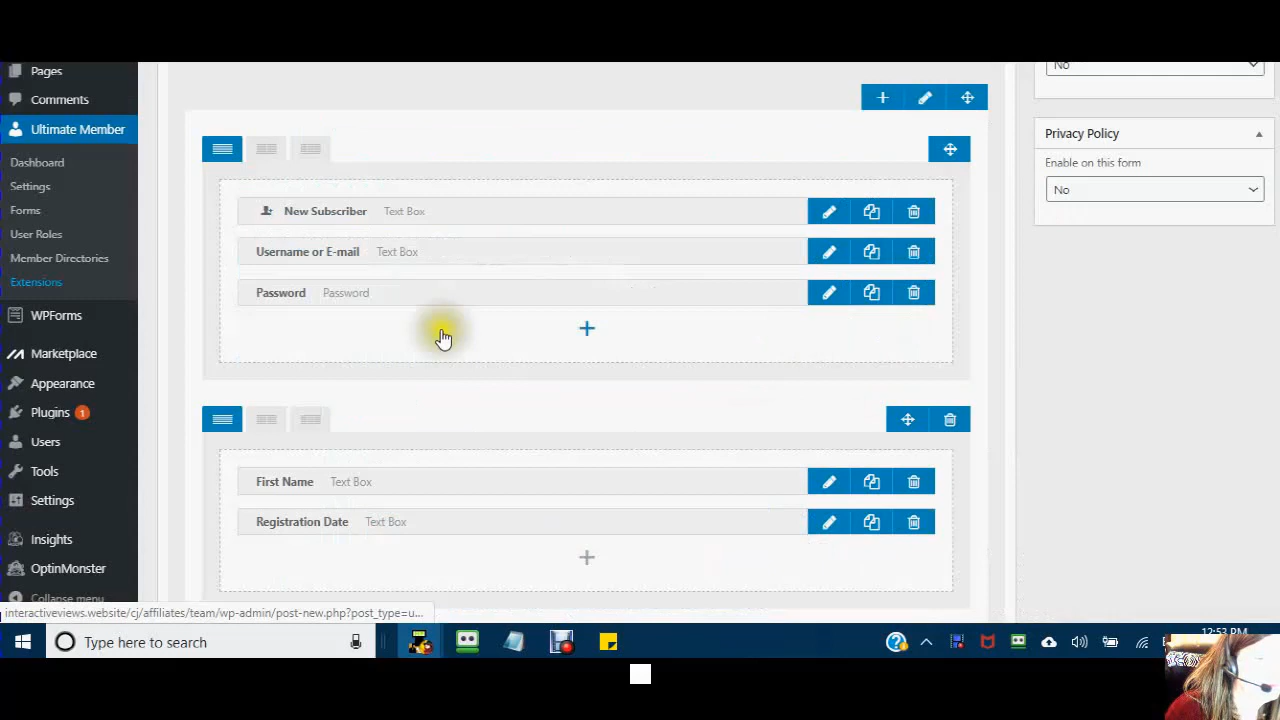 Pages
Comments
Ultimate Member
Dashboard
Settings
Forms
User Roles
Member Directories
Extensions
WPForms
Marketplace
Appearance
Plugins 1
Users
Tools
Settings
Insights
OptinMonster
Collapse menu
New Subscriber Text Box
Username or E-mail Text Box
Password Password
First Name Text Box
Registration Date Text Box
No
Privacy Policy
Enable on this form
No
interactiveviews.website/cj/affiliates/team/wp-admin/post-new.php?post_type=u...
Type here to search
12:53 PM